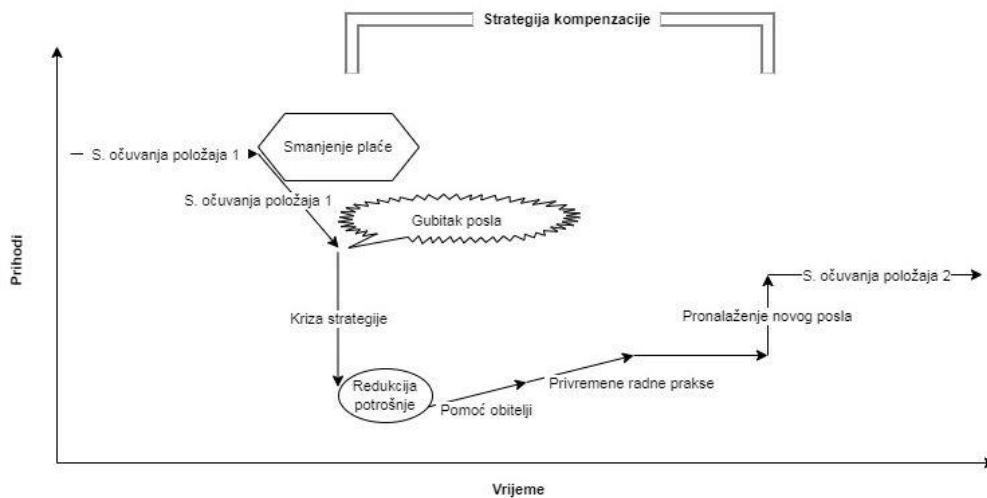 Strategija kompenzacije
Smanjenje plaće
S. očuvanja položaja 1
S. očuvanja položaja 1
Gubitak posla
Prihodi
S. očuvanja položaja 2
Kriza strategije
Pronalaženje novog posla
Redukcija
potrošnje
Privremene radne prakse
Pomoć obitelji
Vrijeme